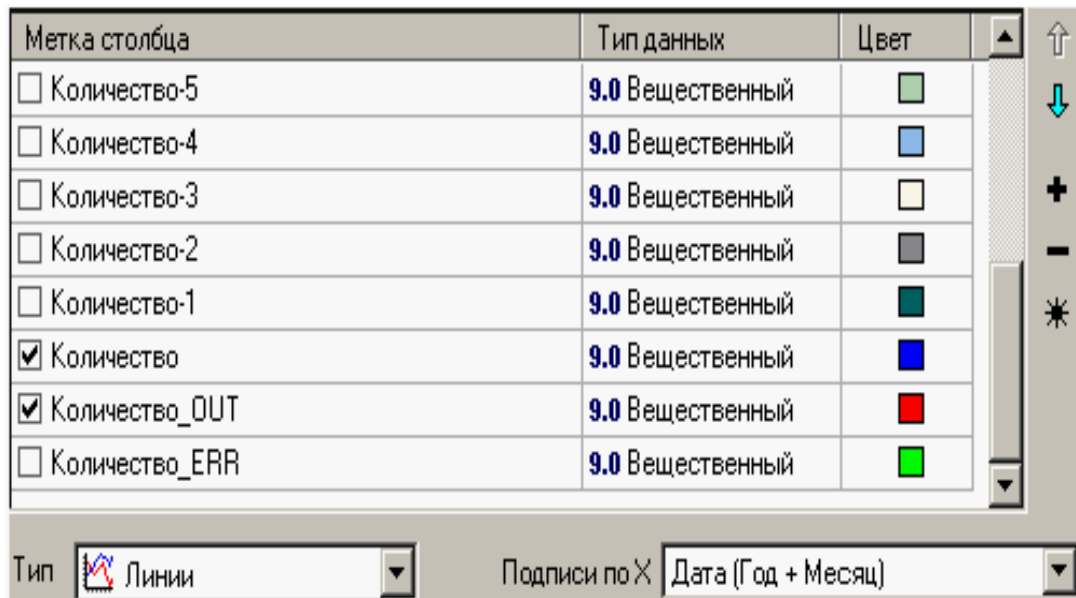 Метка столбца Тип данных Цвет
Количество-5 9.0 Вещественный
Количество-4 9.0 Вещественный
Количество-3 9.0 Вещественный
Количество-2 9.0 Вещественный
Количество-1 9.0 Вещественный
Количество 9.0 Вещественный
Количество_OUT 9.0 Вещественный
Количество_ERR 9.0 Вещественный
Тип Линии Подписи по X Дата (Год + Месяц)